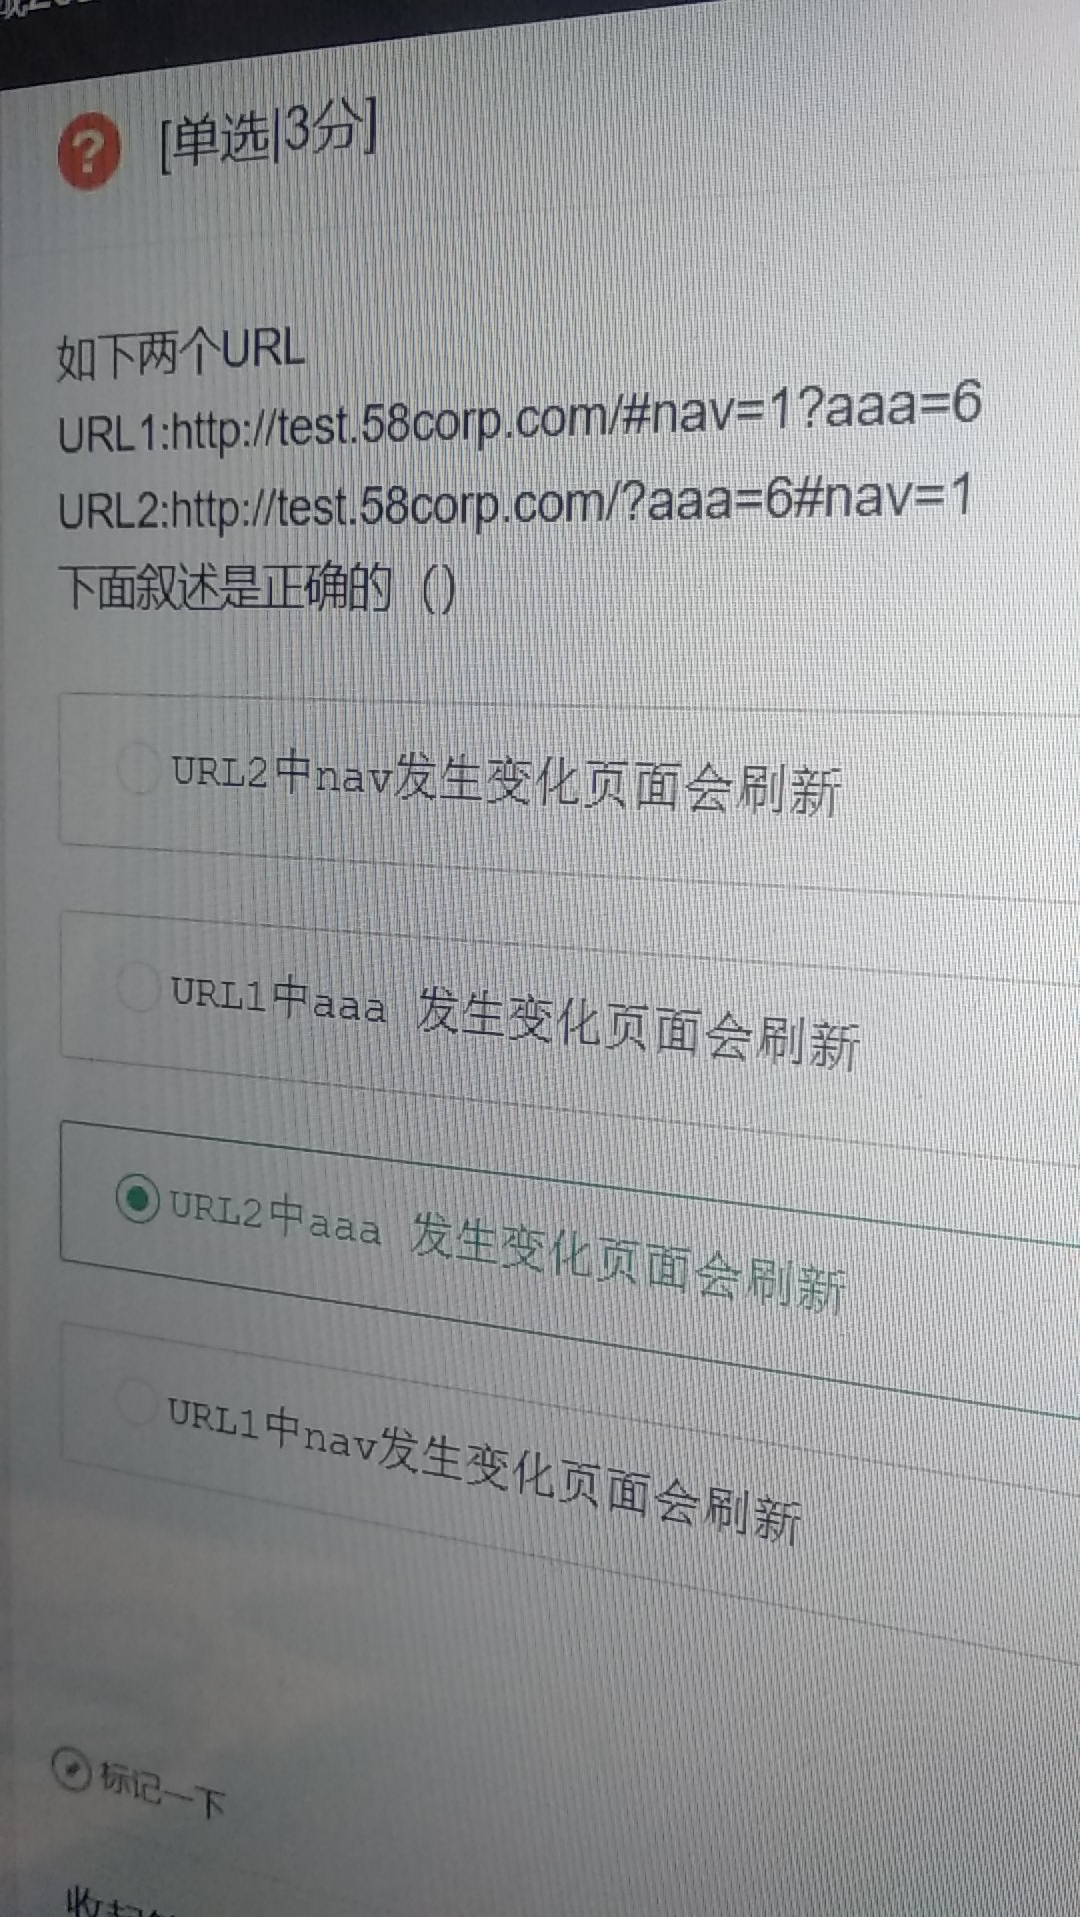 [单选|3分]
如下两个URL
URL1:http://test.58corp.com/#nav=1?aaa=6
URL2:http://test.58corp.com/?aaa=6#nav=1
下面叙述是正确的（）
URL2中nav发生变化页面会刷新
URL1中aaa 发生变化页面会刷新
URL2中aaa 发生变化页面会刷新
URL1中nav发生变化页面会刷新
标记一下
收起